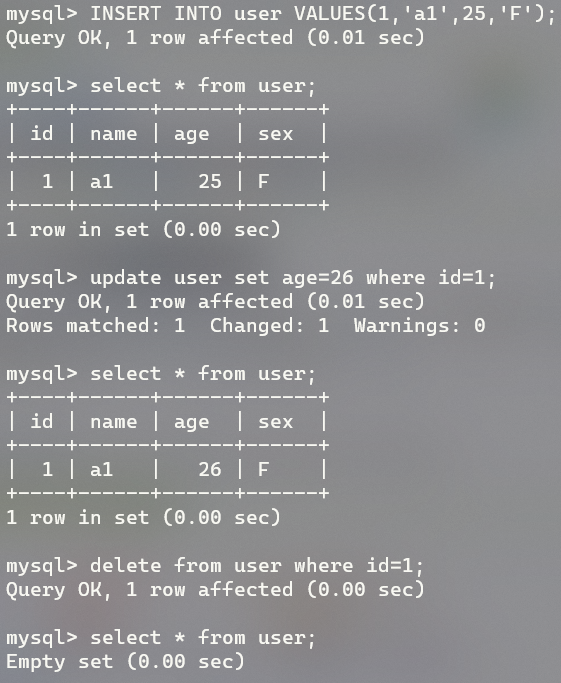 mysql> INSERT INTO user VALUES(1,'a1',25,'F');
Query OK, 1 row affected (0.01 sec)
mysql> select * from user;
+----+------+------+------+
| id | name | age  | sex  |
+----+------+------+------+
|  1 | a1   |   25 | F    |
+----+------+------+------+
1 row in set (0.00 sec)
mysql> update user set age=26 where id=1;
Query OK, 1 row affected (0.01 sec)
Rows matched: 1  Changed: 1  Warnings: 0
mysql> select * from user;
+----+------+------+------+
| id | name | age  | sex  |
+----+------+------+------+
|  1 | a1   |   26 | F    |
+----+------+------+------+
1 row in set (0.00 sec)
mysql> delete from user where id=1;
Query OK, 1 row affected (0.00 sec)
mysql> select * from user;
Empty set (0.00 sec)